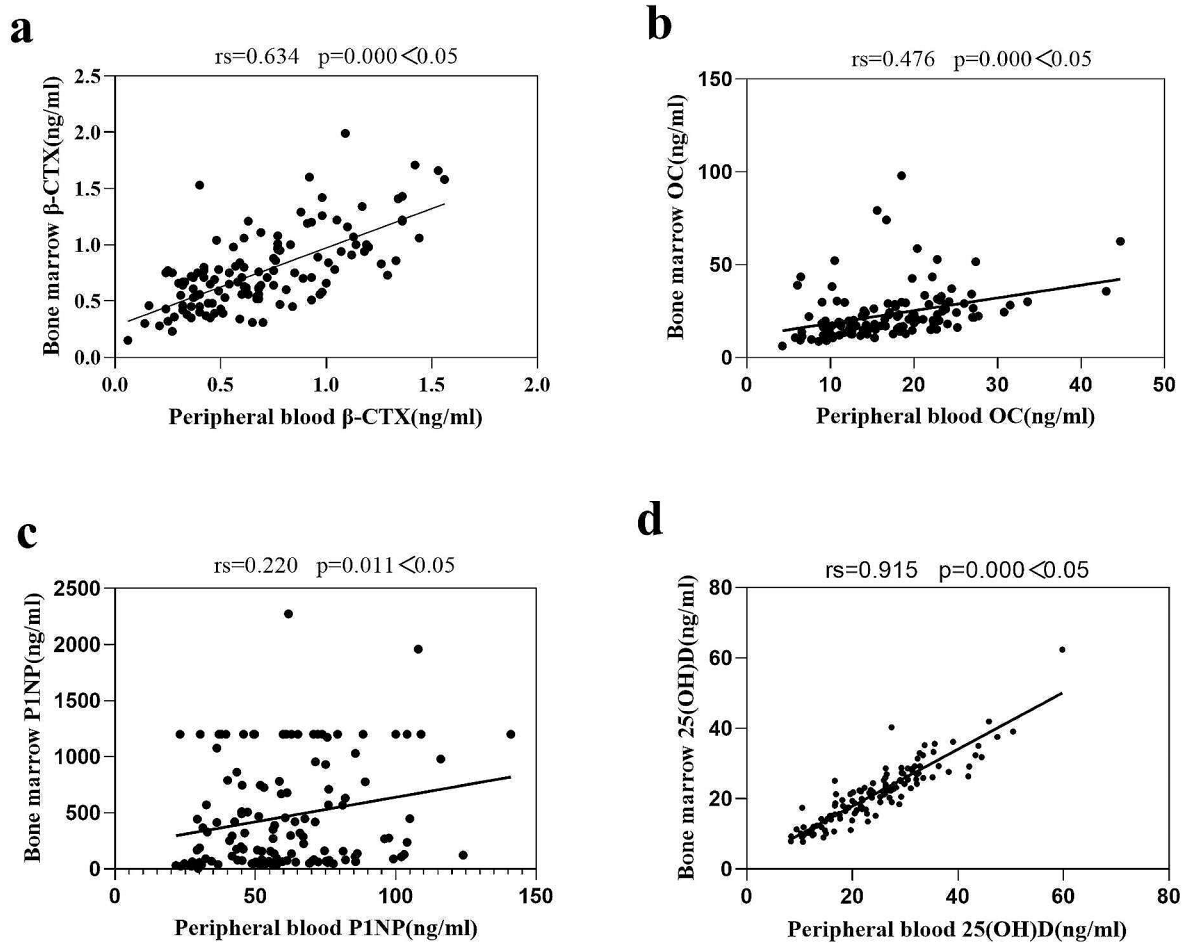 a
rs=0.634 p=0.000<0.05
Bone marrow β-CTX(ng/ml)
2.5
2.0
1.5
1.0
0.5
0.0
0.0 0.5 1.0 1.5 2.0
Peripheral blood β-CTX(ng/ml)
b
rs=0.476 p=0.000<0.05
Bone marrow OC(ng/ml)
150
100
50
0
0 10 20 30 40 50
Peripheral blood OC(ng/ml)
c
rs=0.220 p=0.011<0.05
Bone marrow P1NP(ng/ml)
2500
2000
1500
1000
500
0
0 50 100 150
Peripheral blood P1NP(ng/ml)
d
rs=0.915 p=0.000<0.05
Bone marrow 25(OH)D(ng/ml)
80
60
40
20
0
0 20 40 60 80
Peripheral blood 25(OH)D(ng/ml)